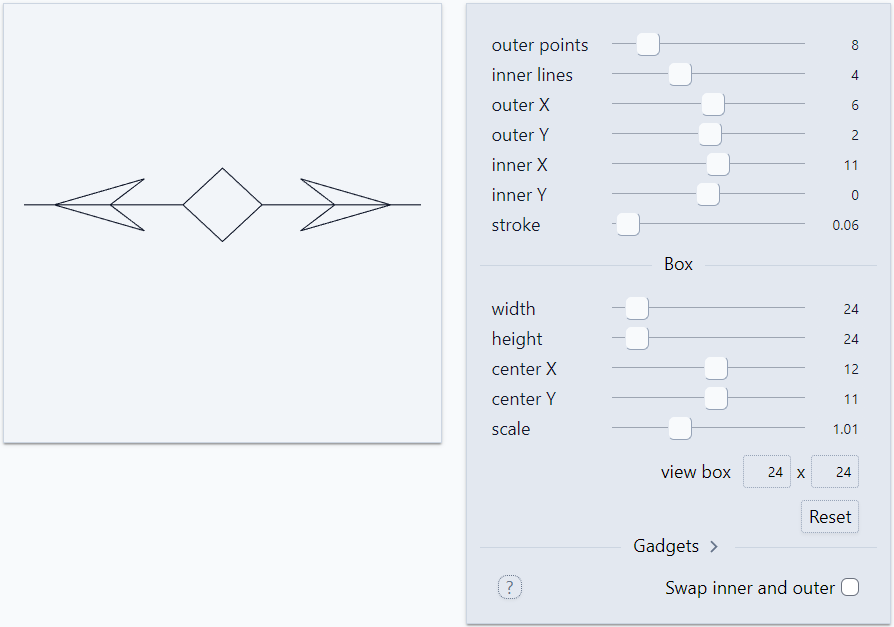 outer points 8
inner lines 4
outer X 6
outer Y 2
inner X 11
inner Y 0
stroke 0.06
Box
width 24
height 24
center X 12
center Y 11
scale 1.01
view box 24 x 24
Reset
Gadgets
? Swap inner and outer